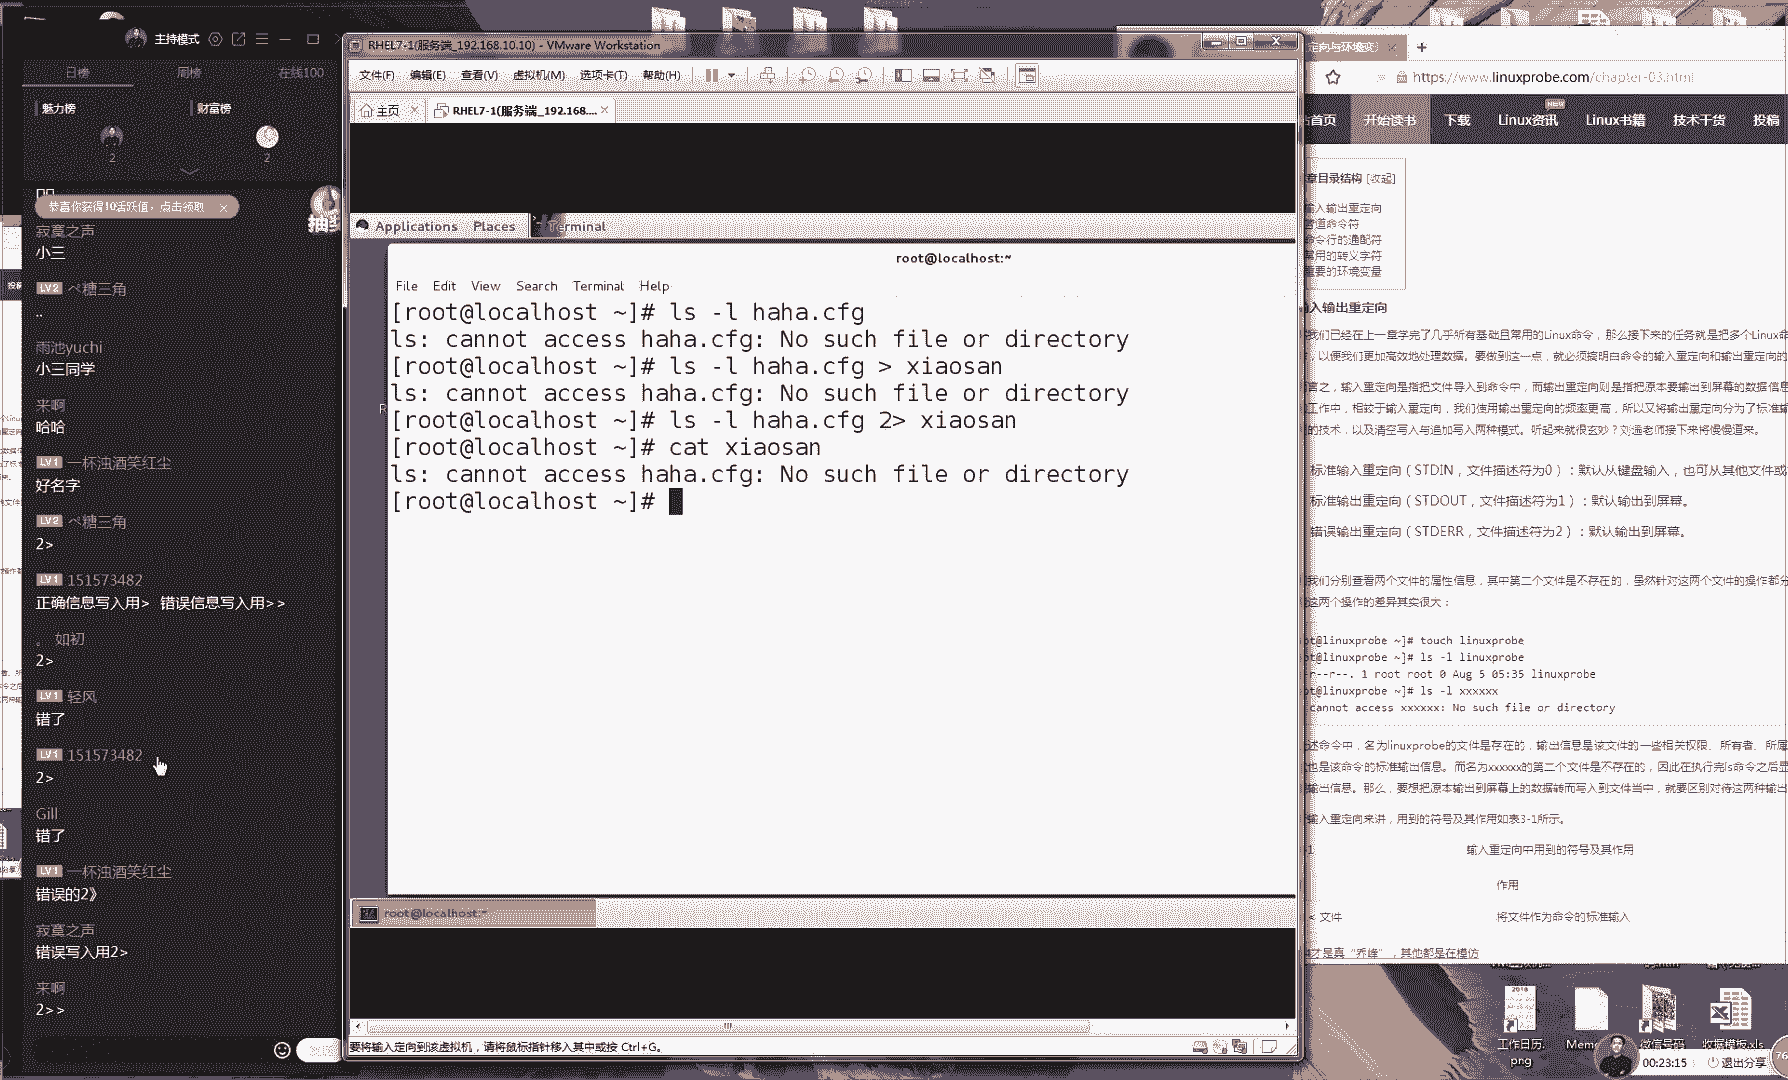 主持模式
日榜 周榜 在线100
魅力榜 财富榜
2 2
恭喜你获得10活跃值，点击领取 ×
寂寞之声
小三
LV2 ぺ糖三角
..
雨池yuchi
小三同学
来啊
哈哈
LV1 一杯浊酒笑红尘
好名字
LV2 ぺ糖三角
2>
LV1 151573482
正确信息写入用> 错误信息写入用>>
。 如初
2>
LV1 轻风
错了
LV1 151573482
2>
Gill
错了
LV1 一杯浊酒笑红尘
错误的2》
寂寞之声
错误写入用2>
来啊
2>>
RHEL7-1(服务端_192.168.10.10) - VMware Workstation
文件(F) 编辑(E) 查看(V) 虚拟机(M) 选项卡(T) 帮助(H)
主页 × RHEL7-1(服务端_192.168.... ×
Applications Places Terminal
root@localhost:~
File Edit View Search Terminal Help
[root@localhost ~]# ls -l haha.cfg
ls: cannot access haha.cfg: No such file or directory
[root@localhost ~]# ls -l haha.cfg > xiaosan
ls: cannot access haha.cfg: No such file or directory
[root@localhost ~]# ls -l haha.cfg 2> xiaosan
[root@localhost ~]# cat xiaosan
ls: cannot access haha.cfg: No such file or directory
[root@localhost ~]#
root@localhost:~
要将输入定向到该虚拟机，请将鼠标指针移入其中或按 Ctrl+G。
定向与环境变 × +
https://www.linuxprobe.com/chapter-03.html
首页 开始读书 下载 Linux资讯 NEW Linux书籍 技术干货 投稿
章目录结构 [收起]
输入输出重定向
管道命令符
命令行的通配符
常用的转义字符
重要的环境变量
输入输出重定向
我们已经在上一章学完了几乎所有基础且常用的Linux命令，那么接下来的任务就是把多个Linux命
，以便我们更加高效地处理数据。要做到这一点，就必须搞明白命令的输入重定向和输出重定向的
言之，输入重定向是指把文件导入到命令中，而输出重定向则是指把原本要输出到屏幕的数据信息
工作中，相较于输入重定向，我们使用输出重定向的频率更高，所以又将输出重定向分为了标准输
的技术，以及清空写入与追加写入两种模式。听起来就很玄妙？刘遄老师接下来将慢慢道来。
标准输入重定向（STDIN，文件描述符为0）：默认从键盘输入，也可从其他文件或
标准输出重定向（STDOUT，文件描述符为1）：默认输出到屏幕。
错误输出重定向（STDERR，文件描述符为2）：默认输出到屏幕。
我们分别查看两个文件的属性信息，其中第二个文件是不存在的，虽然针对这两个文件的操作都分
这两个操作的差异其实很大：
ot@linuxprobe ~]# touch linuxprobe
ot@linuxprobe ~]# ls -l linuxprobe
-r--r--. 1 root root 0 Aug 5 05:35 linuxprobe
ot@linuxprobe ~]# ls -l xxxxxx
cannot access xxxxxx: No such file or directory
述命令中，名为linuxprobe的文件是存在的，输出信息是该文件的一些相关权限、所有者、所属
也是该命令的标准输出信息。而名为xxxxxx的第二个文件是不存在的，因此在执行完ls命令之后显
输出信息。那么，要想把原本输出到屏幕上的数据转而写入到文件当中，就要区别对待这两种输出
输入重定向来讲，用到的符号及其作用如表3-1所示。
输入重定向中用到的符号及其作用
作用
< 文件 将文件作为命令的标准输入
才是真“乔峰”，其他都是在模仿
工作日历.png
微信号码
收据模板.xls
00:23:15 退出分享